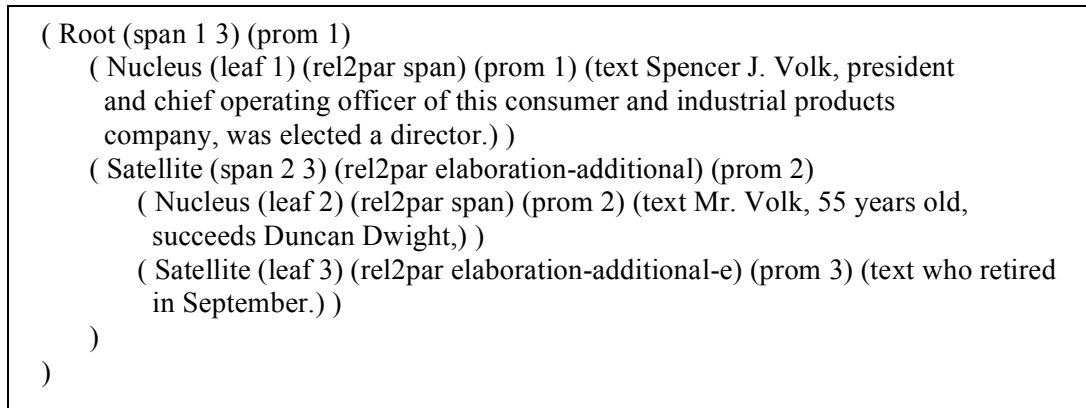 ( Root (span 1 3) (prom 1)
( Nucleus (leaf 1) (rel2par span) (prom 1) (text Spencer J. Volk, president
and chief operating officer of this consumer and industrial products
company, was elected a director.) )
( Satellite (span 2 3) (rel2par elaboration-additional) (prom 2)
( Nucleus (leaf 2) (rel2par span) (prom 2) (text Mr. Volk, 55 years old,
succeeds Duncan Dwight,) )
( Satellite (leaf 3) (rel2par elaboration-additional-e) (prom 3) (text who retired
in September.) )
)
)